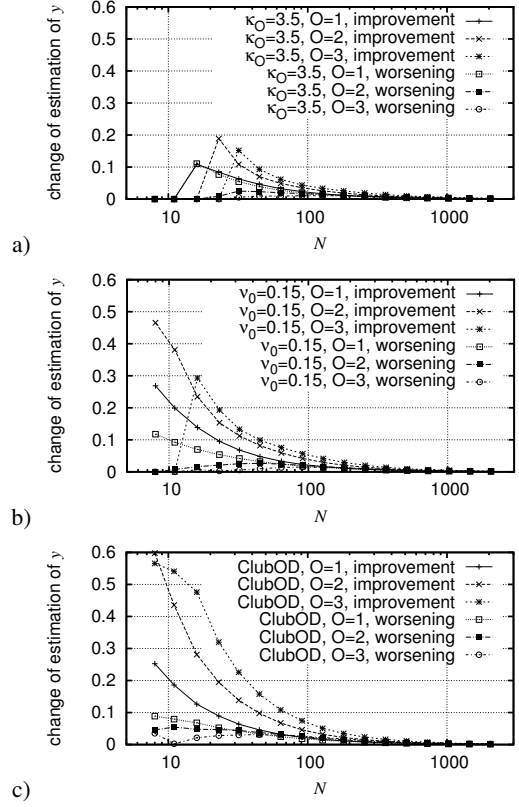 0.6
0.5
0.4
0.3
0.2
0.1
0
change of estimation of y
κO=3.5, O=1, improvement
κO=3.5, O=2, improvement
κO=3.5, O=3, improvement
κO=3.5, O=1, worsening
κO=3.5, O=2, worsening
κO=3.5, O=3, worsening
10 100 1000
N
a)
0.6
0.5
0.4
0.3
0.2
0.1
0
change of estimation of y
ν0=0.15, O=1, improvement
ν0=0.15, O=2, improvement
ν0=0.15, O=3, improvement
ν0=0.15, O=1, worsening
ν0=0.15, O=2, worsening
ν0=0.15, O=3, worsening
10 100 1000
N
b)
0.6
0.5
0.4
0.3
0.2
0.1
0
change of estimation of y
ClubOD, O=1, improvement
ClubOD, O=2, improvement
ClubOD, O=3, improvement
ClubOD, O=1, worsening
ClubOD, O=2, worsening
ClubOD, O=3, worsening
10 100 1000
N
c)